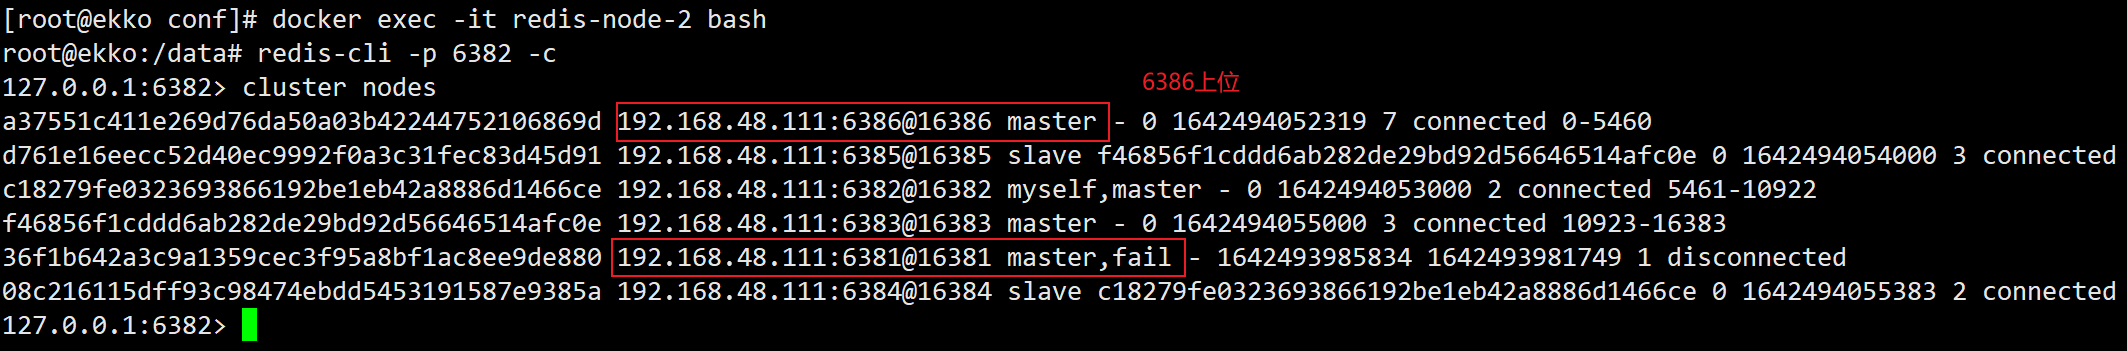 [root@ekko conf]# docker exec -it redis-node-2 bash
root@ekko:/data# redis-cli -p 6382 -c
127.0.0.1:6382> cluster nodes
6386上位
a37551c411e269d76da50a03b42244752106869d 192.168.48.111:6386@16386 master - 0 1642494052319 7 connected 0-5460
d761e16eecc52d40ec9992f0a3c31fec83d45d91 192.168.48.111:6385@16385 slave f46856f1cddd6ab282de29bd92d56646514afc0e 0 1642494054000 3 connected
c18279fe0323693866192be1eb42a8886d1466ce 192.168.48.111:6382@16382 myself,master - 0 1642494053000 2 connected 5461-10922
f46856f1cddd6ab282de29bd92d56646514afc0e 192.168.48.111:6383@16383 master - 0 1642494055000 3 connected 10923-16383
36f1b642a3c9a1359cec3f95a8bf1ac8ee9de880 192.168.48.111:6381@16381 master,fail - 1642493985834 1642493981749 1 disconnected
08c216115dff93c98474ebdd5453191587e9385a 192.168.48.111:6384@16384 slave c18279fe0323693866192be1eb42a8886d1466ce 0 1642494055383 2 connected
127.0.0.1:6382>